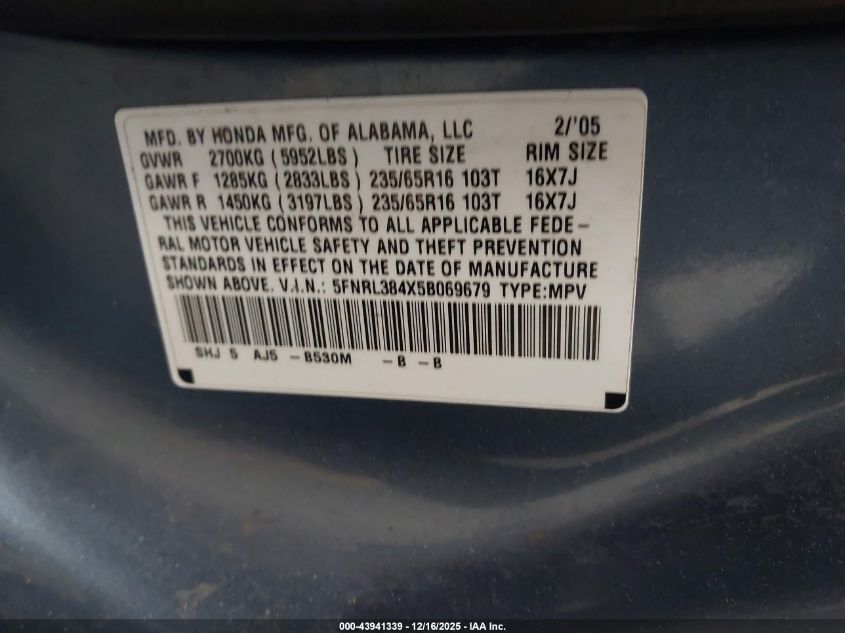 MFD. BY HONDA MFG. OF ALABAMA, LLC 2/'05
GVWR 2700KG (5952LBS) TIRE SIZE RIM SIZE
GAWR F 1285KG (2833LBS) 235/65R16 103T 16X7J
GAWR R 1450KG (3197LBS) 235/65R16 103T 16X7J
THIS VEHICLE CONFORMS TO ALL APPLICABLE FEDE-
RAL MOTOR VEHICLE SAFETY AND THEFT PREVENTION
STANDARDS IN EFFECT ON THE DATE OF MANUFACTURE
SHOWN ABOVE. V.I.N.: 5FNRL384X5B069679 TYPE:MPV
SHJ 5 AJ5 -B530M -B -B
000-43941339 - 12/16/2025 - IAA Inc.